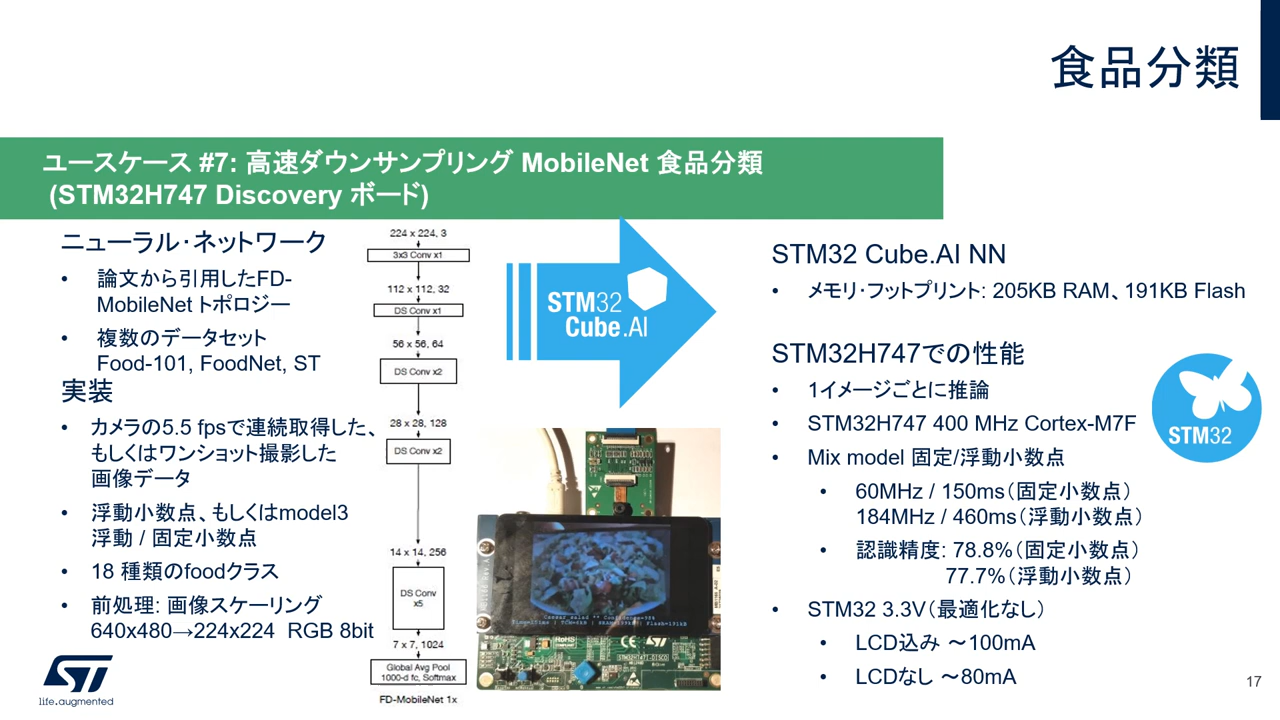 食品分類
ユースケース #7: 高速ダウンサンプリング MobileNet 食品分類
(STM32H747 Discovery ボード)
ニューラル・ネットワーク
• 論文から引用したFD-
MobileNet トポロジー
• 複数のデータセット
Food-101, FoodNet, ST
実装
• カメラの5.5 fpsで連続取得した、
もしくはワンショット撮影した
画像データ
• 浮動小数点、もしくはmodel3
浮動 / 固定小数点
• 18 種類のfoodクラス
• 前処理: 画像スケーリング
640x480→224x224 RGB 8bit
224 x 224, 3
3x3 Conv x1
112 x 112, 32
DS Conv x1
56 x 56, 64
DS Conv x2
28 x 28, 128
DS Conv x2
14 x 14, 256
DS Conv
x5
7 x 7, 1024
Global Avg Pool
1000-d fc, Softmax
FD-MobileNet 1x
STM32
Cube.AI
RoHS
CE
STM32H747I-DISCO
STM32 Cube.AI NN
• メモリ・フットプリント: 205KB RAM、191KB Flash
STM32H747での性能
• 1イメージごとに推論
• STM32H747 400 MHz Cortex-M7F
• Mix model 固定/浮動小数点
• 60MHz / 150ms（固定小数点）
184MHz / 460ms（浮動小数点）
• 認識精度: 78.8%（固定小数点）
77.7%（浮動小数点）
• STM32 3.3V（最適化なし）
• LCD込み ～100mA
• LCDなし ～80mA
STM32
ST
life.augmented
17